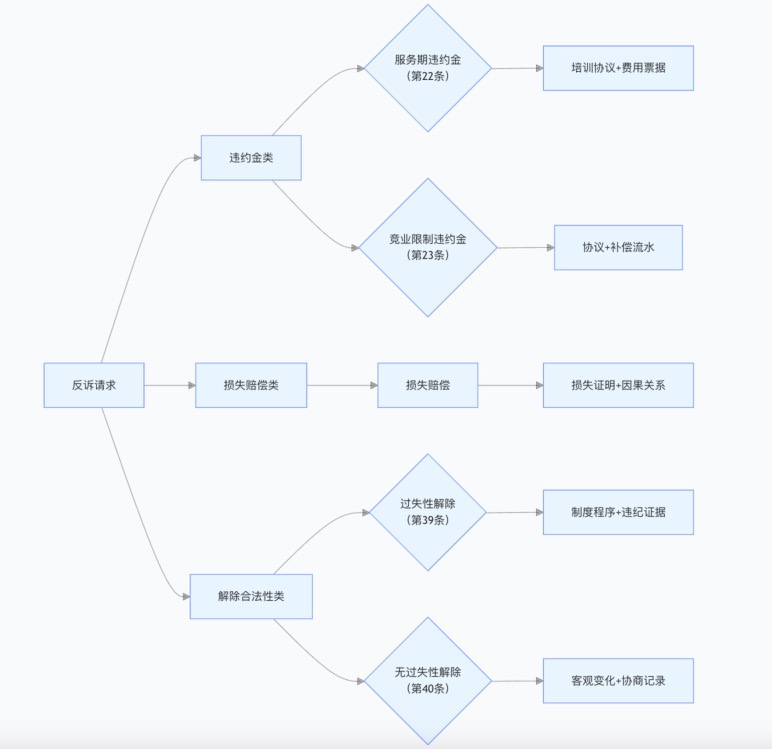 服务期违约金
(第22条)
培训协议+费用票据
违约金类
竞业限制违约金
(第23条)
协议+补偿流水
反诉请求
损失赔偿类
损失赔偿
损失证明+因果关系
过失性解除
(第39条)
制度程序+违纪证据
解除合法性类
无过失性解除
(第40条)
客观变化+协商记录